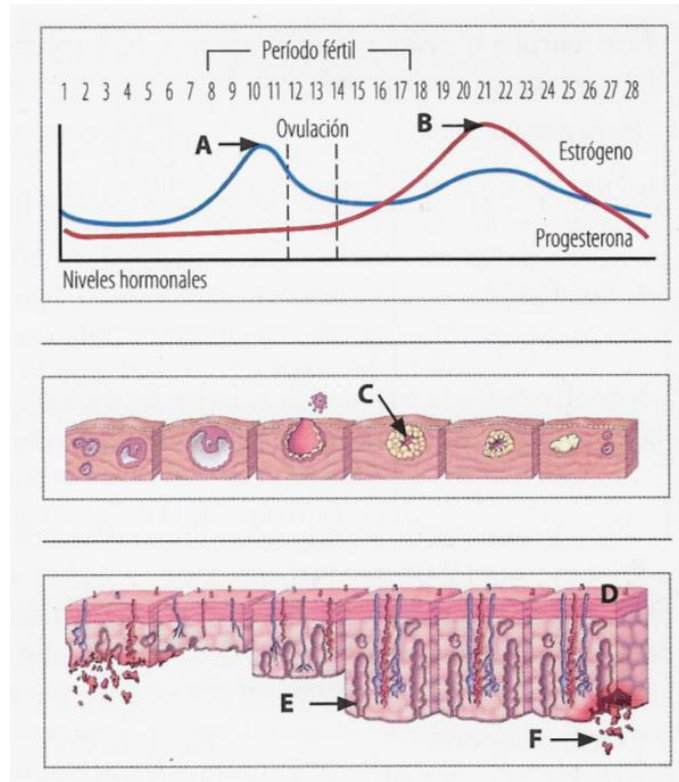 Período fértil
1 2 3 4 5 6 7 8 9 10 11 12 13 14 15 16 17 18 19 20 21 22 23 24 25 26 27 28
Ovulación
A
B
Estrógeno
Progesterona
Niveles hormonales
C
D
E
F